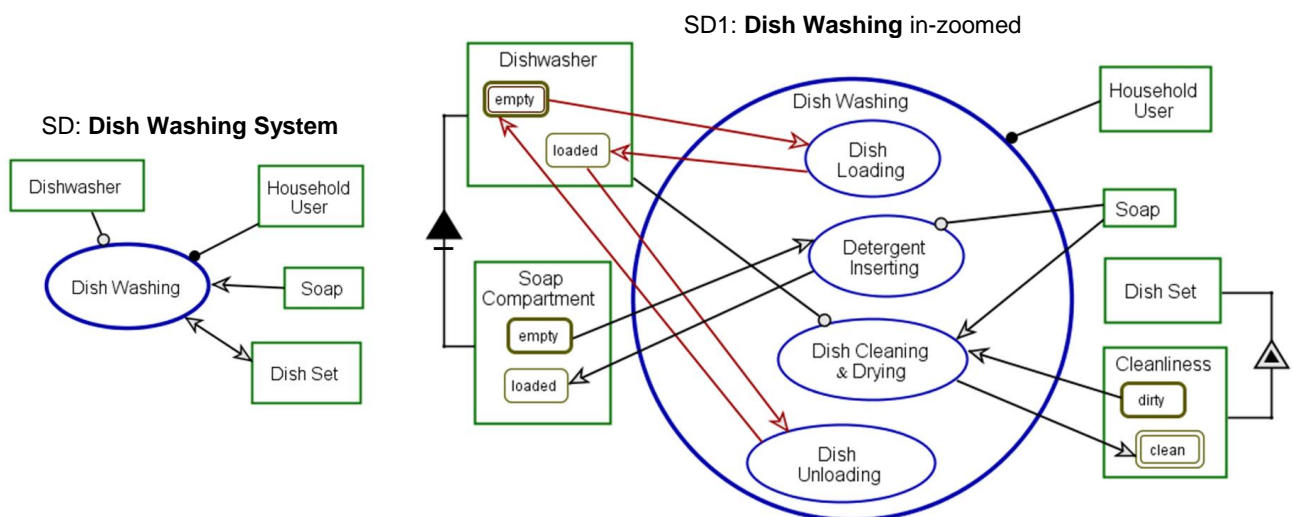 SD: Dish Washing System
Dishwasher
Household
User
Dish Washing
Soap
Dish Set
SD1: Dish Washing in-zoomed
Dishwasher
empty
loaded
Soap
Compartment
empty
loaded
Dish Washing
Dish
Loading
Detergent
Inserting
Dish Cleaning
& Drying
Dish
Unloading
Household
User
Soap
Dish Set
Cleanliness
dirty
clean